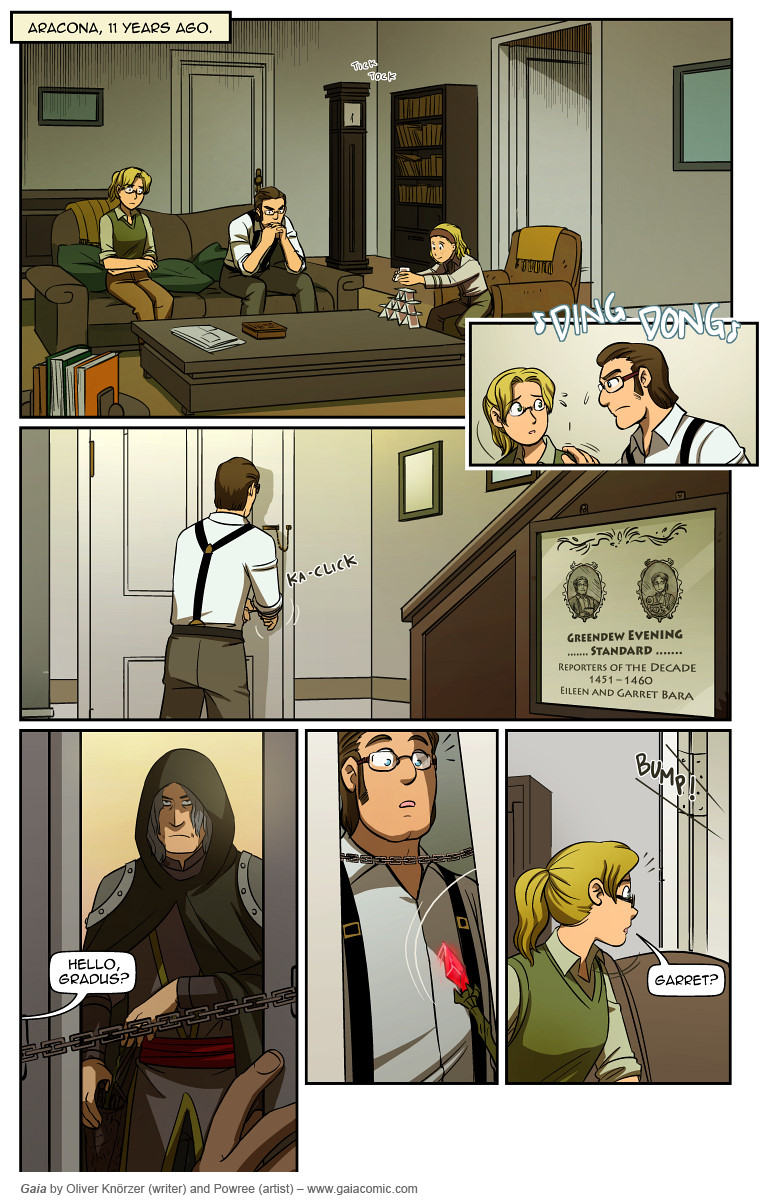 ARACONA, 11 YEARS AGO.
TICK
TOCK
♪DING DONG♪
KA-CLICK
GREENDEW EVENING
....... STANDARD .......
REPORTERS OF THE DECADE
1451–1460
EILEEN AND GARRET BARA
HELLO,
GRADUS?
BUMP!
GARRET?
Gaia by Oliver Knörzer (writer) and Powree (artist) – www.gaiacomic.com